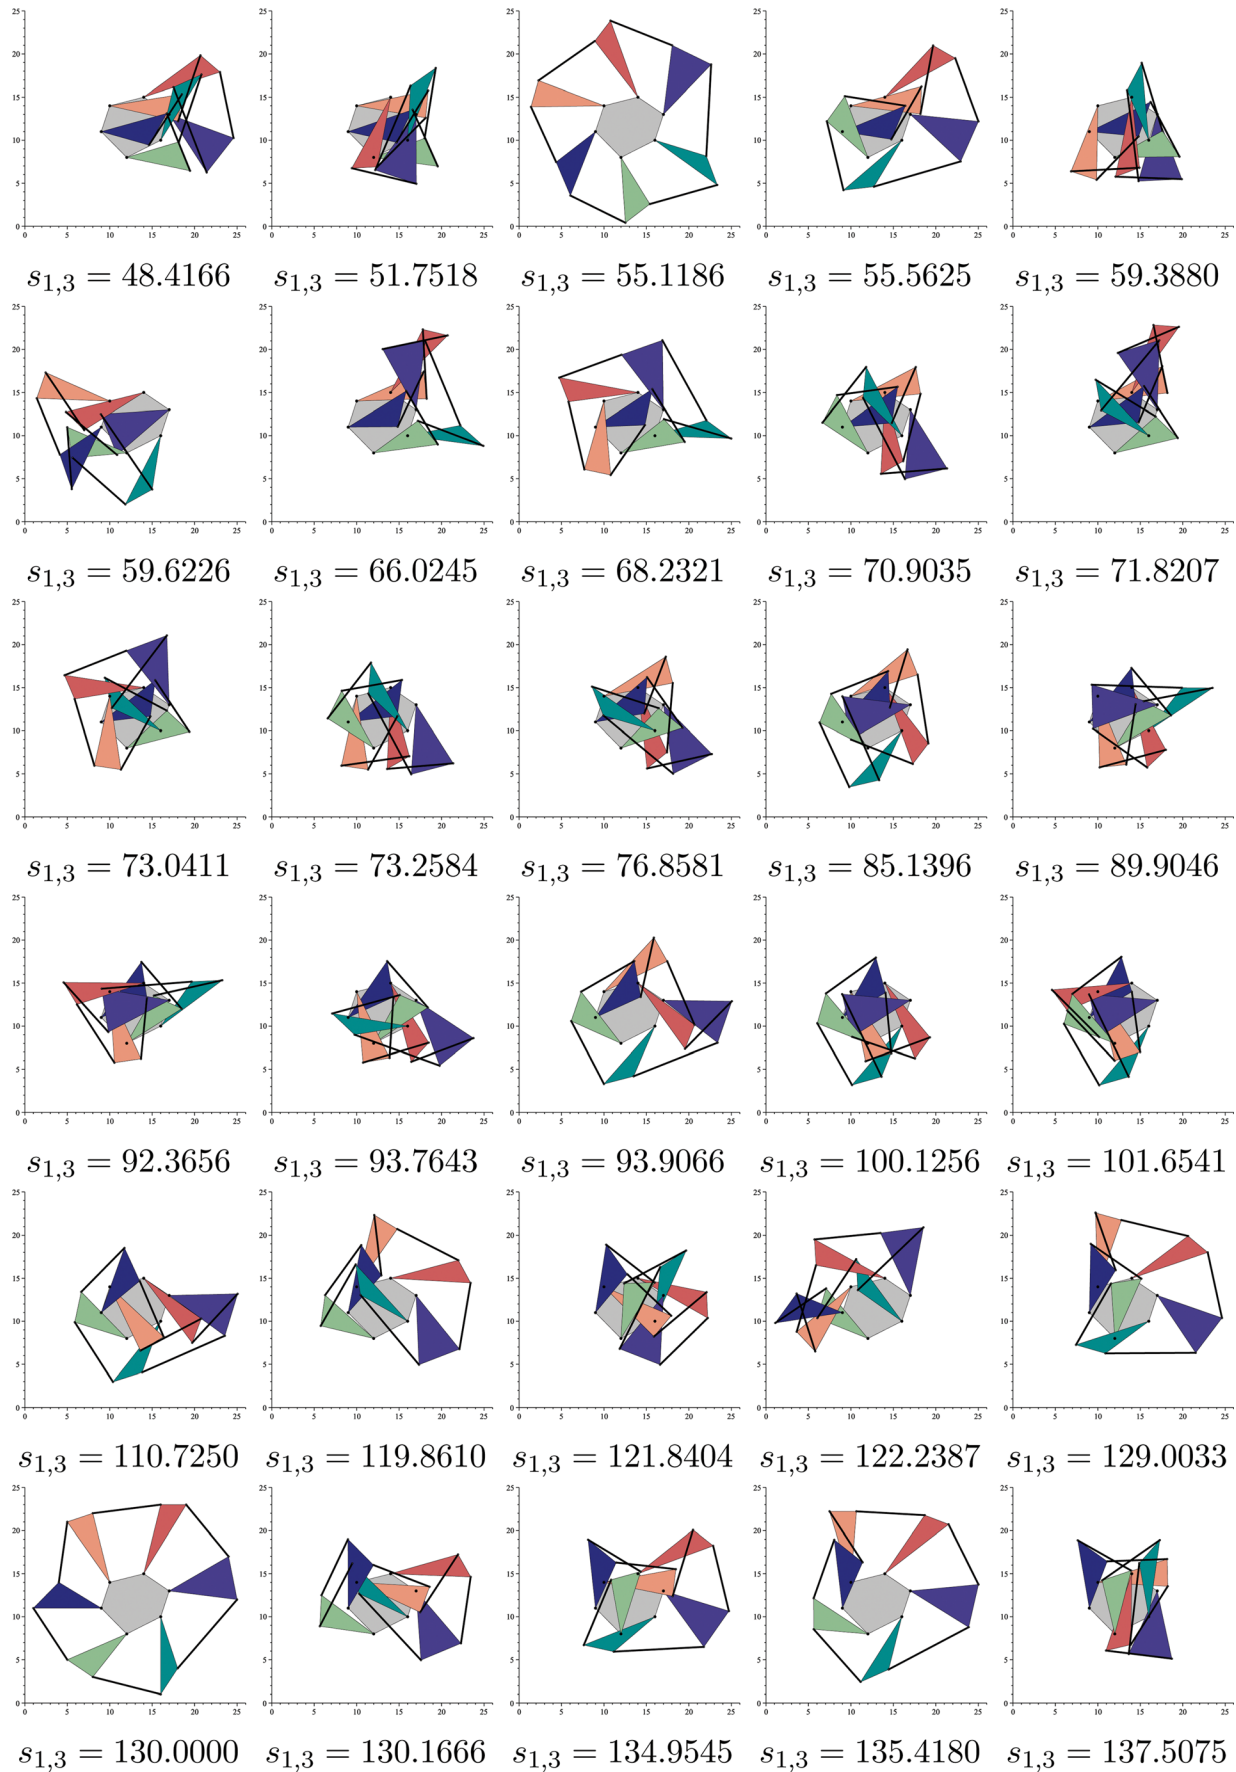 s1,3 = 48.4166 s1,3 = 51.7518 s1,3 = 55.1186 s1,3 = 55.5625 s1,3 = 59.3880
s1,3 = 59.6226 s1,3 = 66.0245 s1,3 = 68.2321 s1,3 = 70.9035 s1,3 = 71.8207
s1,3 = 73.0411 s1,3 = 73.2584 s1,3 = 76.8581 s1,3 = 85.1396 s1,3 = 89.9046
s1,3 = 92.3656 s1,3 = 93.7643 s1,3 = 93.9066 s1,3 = 100.1256 s1,3 = 101.6541
s1,3 = 110.7250 s1,3 = 119.8610 s1,3 = 121.8404 s1,3 = 122.2387 s1,3 = 129.0033
s1,3 = 130.0000 s1,3 = 130.1666 s1,3 = 134.9545 s1,3 = 135.4180 s1,3 = 137.5075